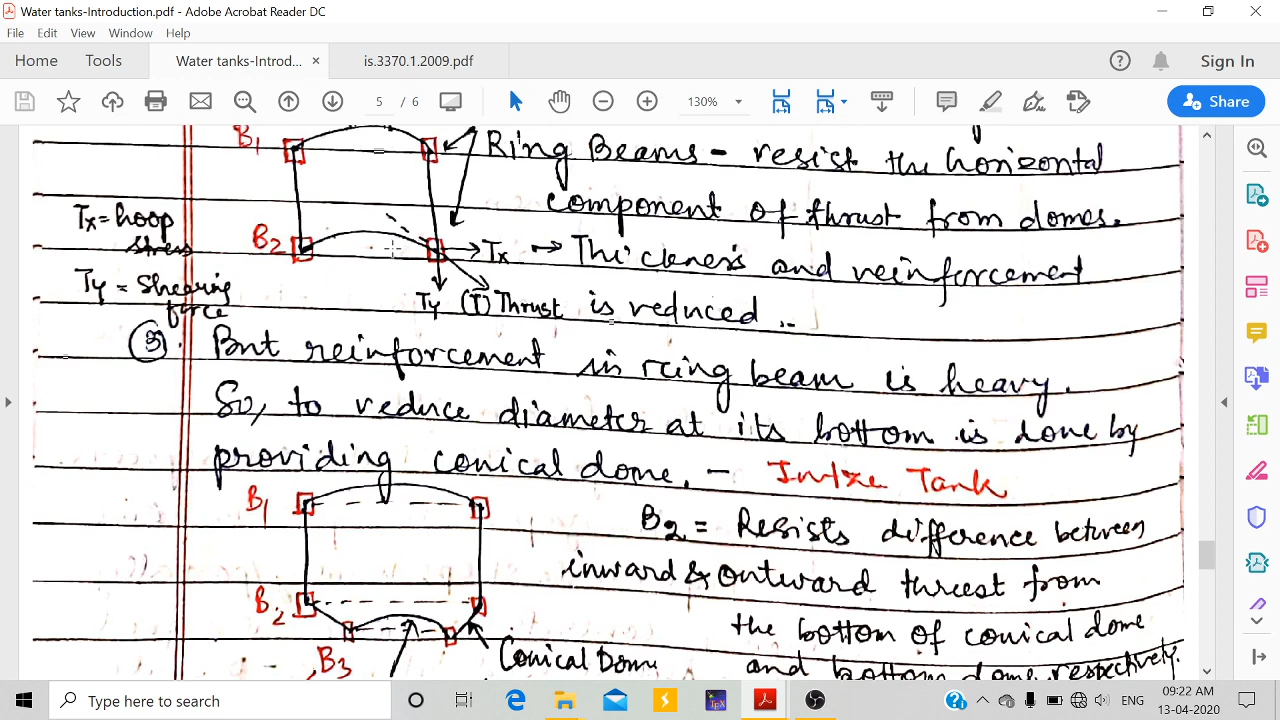 Water tanks-Introduction.pdf - Adobe Acrobat Reader DC
File Edit View Window Help
Home Tools Water tanks-Introd... × is.3370.1.2009.pdf Sign In
5 / 6 130% Share
B1 Ring Beams - resist the horizontal
component of thrust from domes.
Tx = hoop
stress
B2 Tx → Thickness and reinforcement
Ty = Shearing
force
Ty (T) Thrust is reduced ..
③. But reinforcement in ring beam is heavy.
So, to reduce diameter at its bottom is done by
providing conical dome. - Intze Tank
B1
B2 = Resists difference between
inward & outward thrust from
B2
the bottom of conical dome
B3 Conical Dome
and bottom dome respectively.
Type here to search
ENG 09:22 AM
13-04-2020